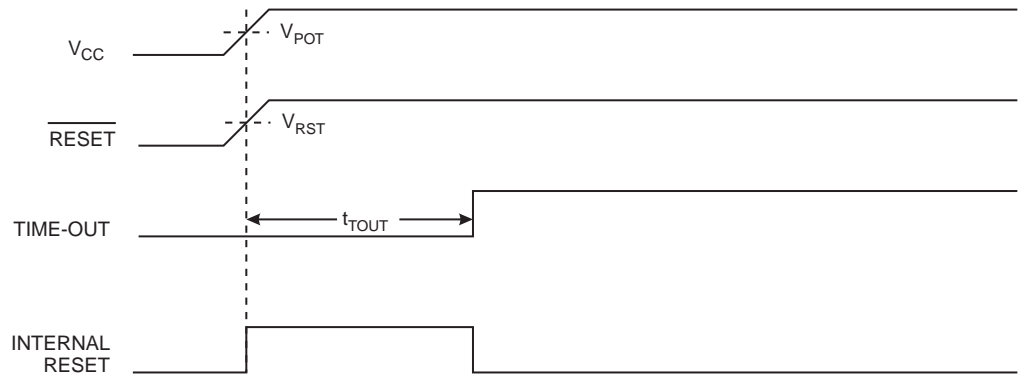 V_CC
V_POT
RESET
V_RST
TIME-OUT
t_TOUT
INTERNAL
RESET